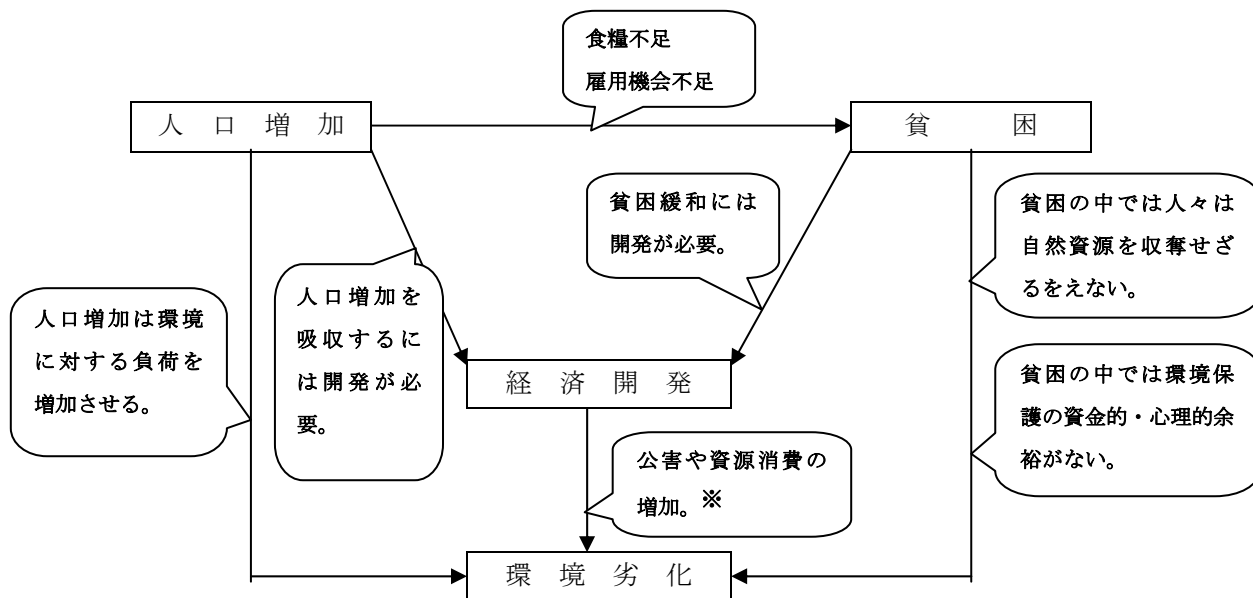 食糧不足
雇用機会不足
人口増加
貧困
貧困緩和には
開発が必要。
貧困の中では人々は
自然資源を収奪せざ
るをえない。
人口増加を
吸収するに
は開発が必
要。
人口増加は環境
に対する負荷を
増加させる。
経済開発
貧困の中では環境保
護の資金的・心理的余
裕がない。
公害や資源消費の
増加。※
環境劣化